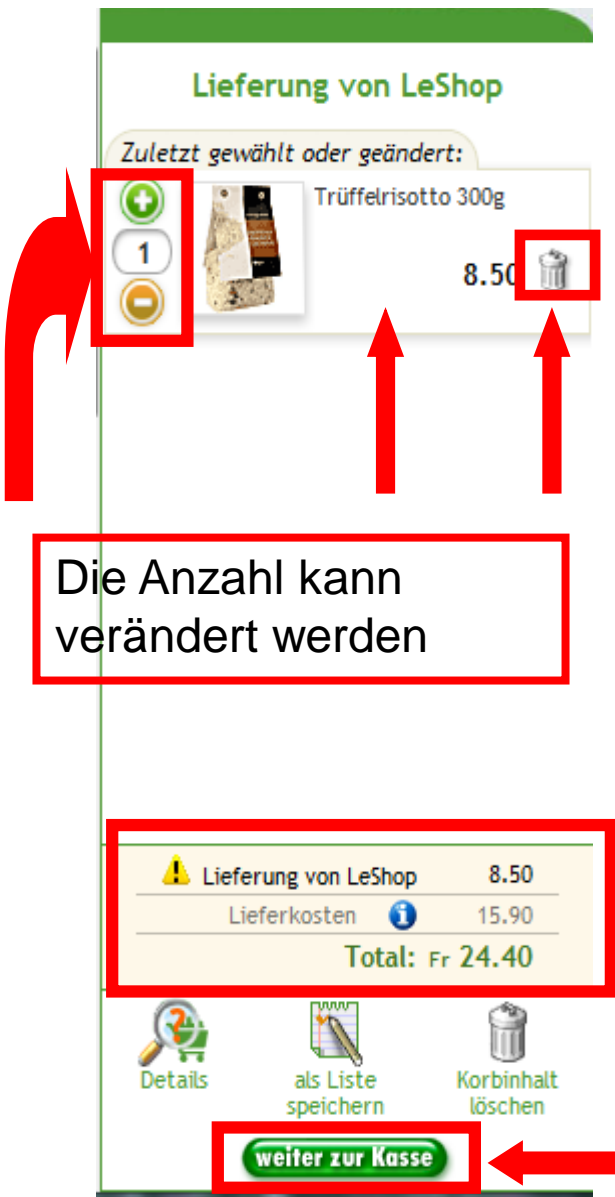 Lieferung von LeShop
Zuletzt gewählt oder geändert:
Trüffelrisotto 300g
1
8.50
Die Anzahl kann
verändert werden
Lieferung von LeShop 8.50
Lieferkosten 15.90
Total: Fr 24.40
Details
als Liste
speichern
Korbinhalt
löschen
weiter zur Kasse